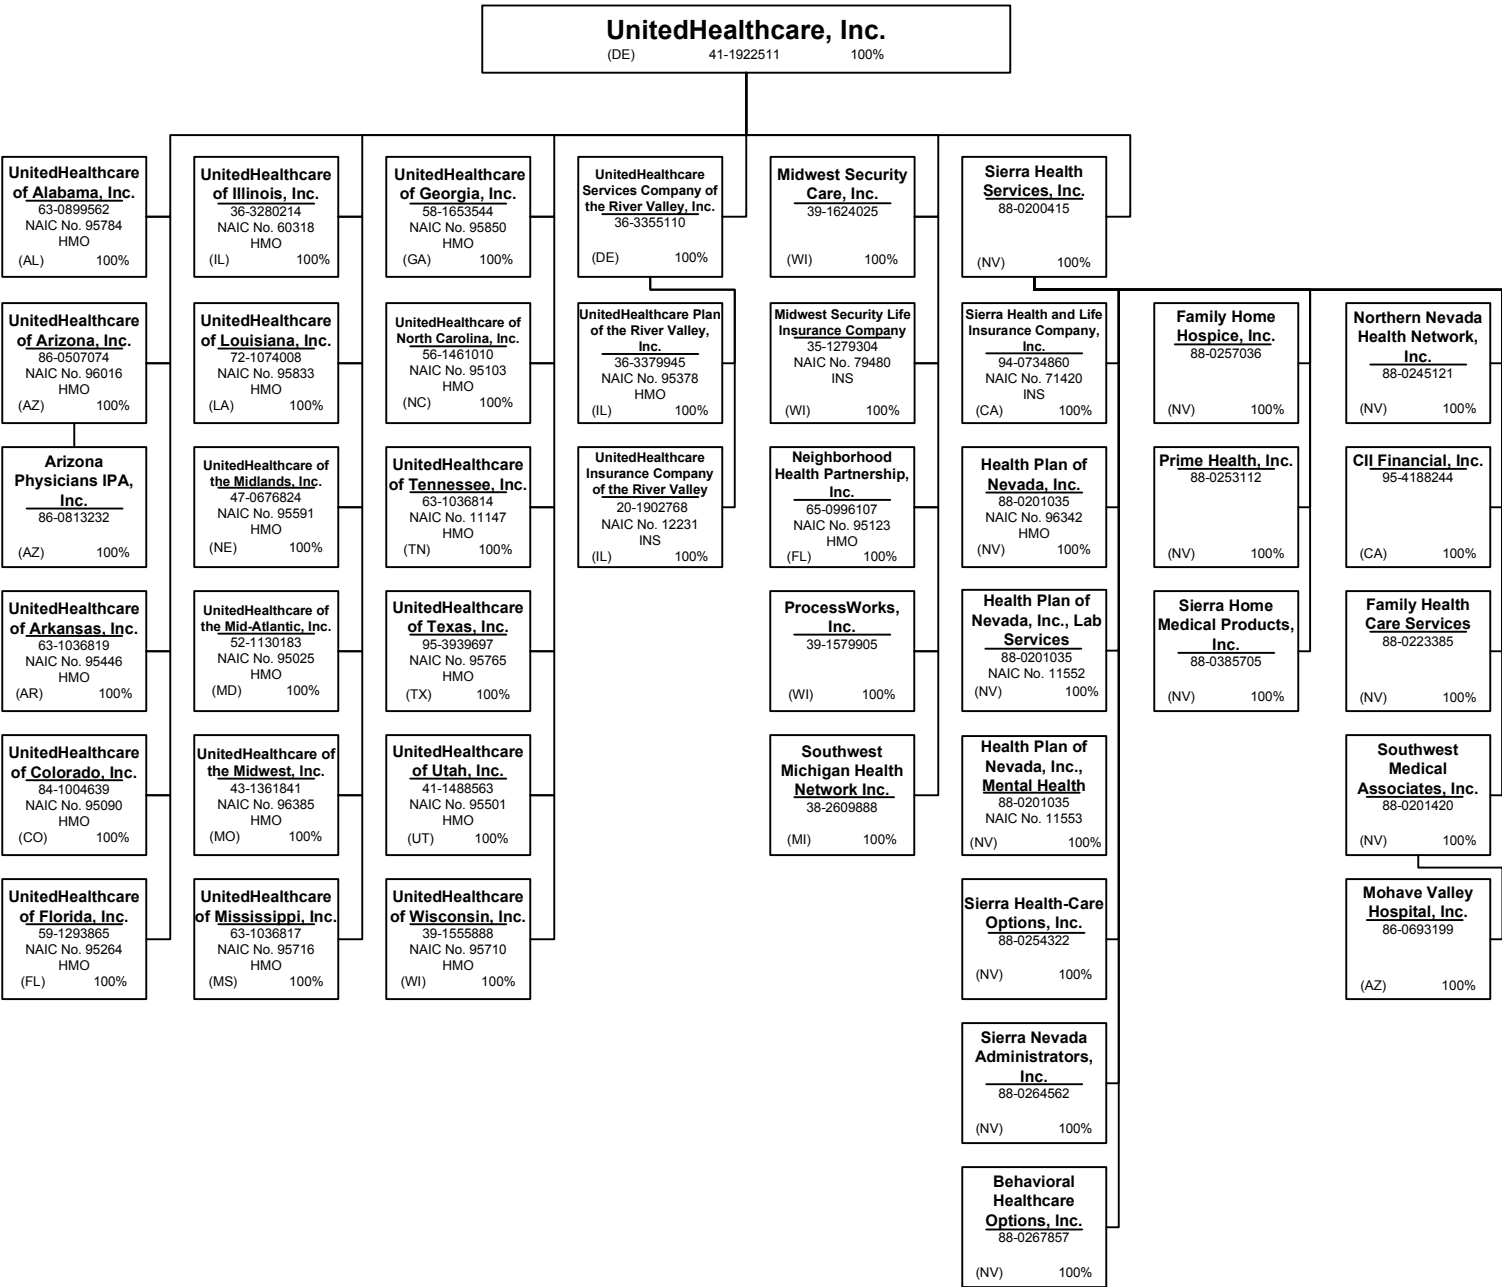 UnitedHealthcare, Inc.
(DE) 41-1922511 100%
UnitedHealthcare
of Alabama, Inc.
63-0899562
NAIC No. 95784
HMO
(AL) 100%
UnitedHealthcare
of Arizona, Inc.
86-0507074
NAIC No. 96016
HMO
(AZ) 100%
Arizona
Physicians IPA,
Inc.
86-0813232
(AZ) 100%
UnitedHealthcare
of Arkansas, Inc.
63-1036819
NAIC No. 95446
HMO
(AR) 100%
UnitedHealthcare
of Colorado, Inc.
84-1004639
NAIC No. 95090
HMO
(CO) 100%
UnitedHealthcare
of Florida, Inc.
59-1293865
NAIC No. 95264
HMO
(FL) 100%
UnitedHealthcare
of Illinois, Inc.
36-3280214
NAIC No. 60318
HMO
(IL) 100%
UnitedHealthcare
of Louisiana, Inc.
72-1074008
NAIC No. 95833
HMO
(LA) 100%
UnitedHealthcare of
the Midlands, Inc.
47-0676824
NAIC No. 95591
HMO
(NE) 100%
UnitedHealthcare of
the Mid-Atlantic, Inc.
52-1130183
NAIC No. 95025
HMO
(MD) 100%
UnitedHealthcare of
the Midwest, Inc.
43-1361841
NAIC No. 96385
HMO
(MO) 100%
UnitedHealthcare
of Mississippi, Inc.
63-1036817
NAIC No. 95716
HMO
(MS) 100%
UnitedHealthcare
of Georgia, Inc.
58-1653544
NAIC No. 95850
HMO
(GA) 100%
UnitedHealthcare of
North Carolina, Inc.
56-1461010
NAIC No. 95103
HMO
(NC) 100%
UnitedHealthcare
of Tennessee, Inc.
63-1036814
NAIC No. 11147
HMO
(TN) 100%
UnitedHealthcare
of Texas, Inc.
95-3939697
NAIC No. 95765
HMO
(TX) 100%
UnitedHealthcare
of Utah, Inc.
41-1488563
NAIC No. 95501
HMO
(UT) 100%
UnitedHealthcare
of Wisconsin, Inc.
39-1555888
NAIC No. 95710
HMO
(WI) 100%
UnitedHealthcare
Services Company of
the River Valley, Inc.
36-3355110
(DE) 100%
UnitedHealthcare Plan
of the River Valley,
Inc.
36-3379945
NAIC No. 95378
HMO
(IL) 100%
UnitedHealthcare
Insurance Company
of the River Valley
20-1902768
NAIC No. 12231
INS
(IL) 100%
Midwest Security
Care, Inc.
39-1624025
(WI) 100%
Midwest Security Life
Insurance Company
35-1279304
NAIC No. 79480
INS
(WI) 100%
Neighborhood
Health Partnership,
Inc.
65-0996107
NAIC No. 95123
HMO
(FL) 100%
ProcessWorks,
Inc.
39-1579905
(WI) 100%
Southwest
Michigan Health
Network Inc.
38-2609888
(MI) 100%
Sierra Health
Services, Inc.
88-0200415
(NV) 100%
Sierra Health and Life
Insurance Company,
Inc.
94-0734860
NAIC No. 71420
INS
(CA) 100%
Health Plan of
Nevada, Inc.
88-0201035
NAIC No. 96342
HMO
(NV) 100%
Health Plan of
Nevada, Inc., Lab
Services
88-0201035
NAIC No. 11552
(NV) 100%
Health Plan of
Nevada, Inc.,
Mental Health
88-0201035
NAIC No. 11553
(NV) 100%
Sierra Health-Care
Options, Inc.
88-0254322
(NV) 100%
Sierra Nevada
Administrators,
Inc.
88-0264562
(NV) 100%
Behavioral
Healthcare
Options, Inc.
88-0267857
(NV) 100%
Family Home
Hospice, Inc.
88-0257036
(NV) 100%
Prime Health, Inc.
88-0253112
(NV) 100%
Sierra Home
Medical Products,
Inc.
88-0385705
(NV) 100%
Northern Nevada
Health Network,
Inc.
88-0245121
(NV) 100%
CII Financial, Inc.
95-4188244
(CA) 100%
Family Health
Care Services
88-0223385
(NV) 100%
Southwest
Medical
Associates, Inc.
88-0201420
(NV) 100%
Mohave Valley
Hospital, Inc.
86-0693199
(AZ) 100%